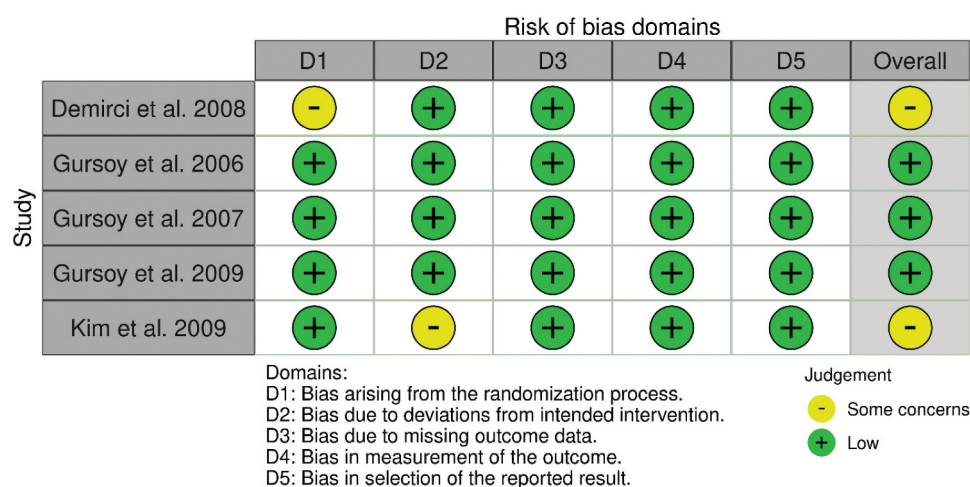 Risk of bias domains
D1 D2 D3 D4 D5 Overall
Study
Demirci et al. 2008 - + + + + -
Gursoy et al. 2006 + + + + + +
Gursoy et al. 2007 + + + + + +
Gursoy et al. 2009 + + + + + +
Kim et al. 2009 + - + + + -
Domains:
D1: Bias arising from the randomization process.
D2: Bias due to deviations from intended intervention.
D3: Bias due to missing outcome data.
D4: Bias in measurement of the outcome.
D5: Bias in selection of the reported result.
Judgement
- Some concerns
+ Low